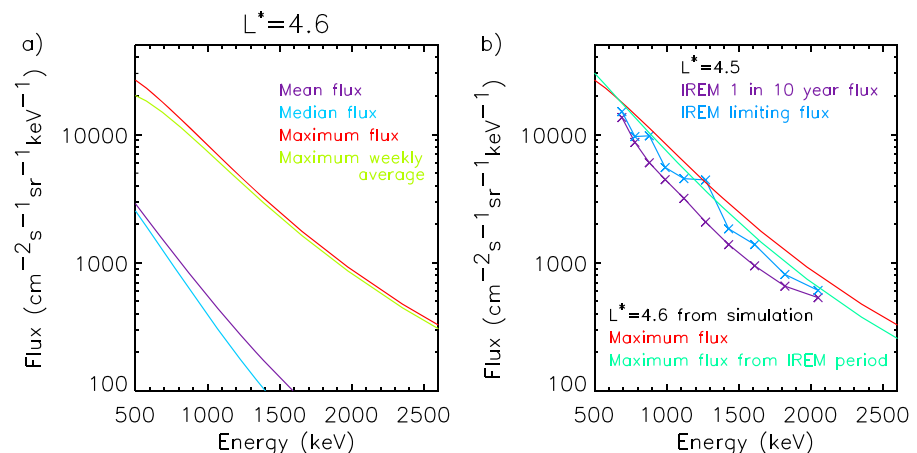 L*=4.6
a)
Mean flux
Median flux
Maximum flux
Maximum weekly
average
Flux (cm⁻²s⁻¹sr⁻¹keV⁻¹)
10000
1000
100
500 1000 1500 2000 2500
Energy (keV)
b)
L*=4.5
IREM 1 in 10 year flux
IREM limiting flux
L*=4.6 from simulation
Maximum flux
Maximum flux from IREM period
Flux (cm⁻²s⁻¹sr⁻¹keV⁻¹)
10000
1000
100
500 1000 1500 2000 2500
Energy (keV)